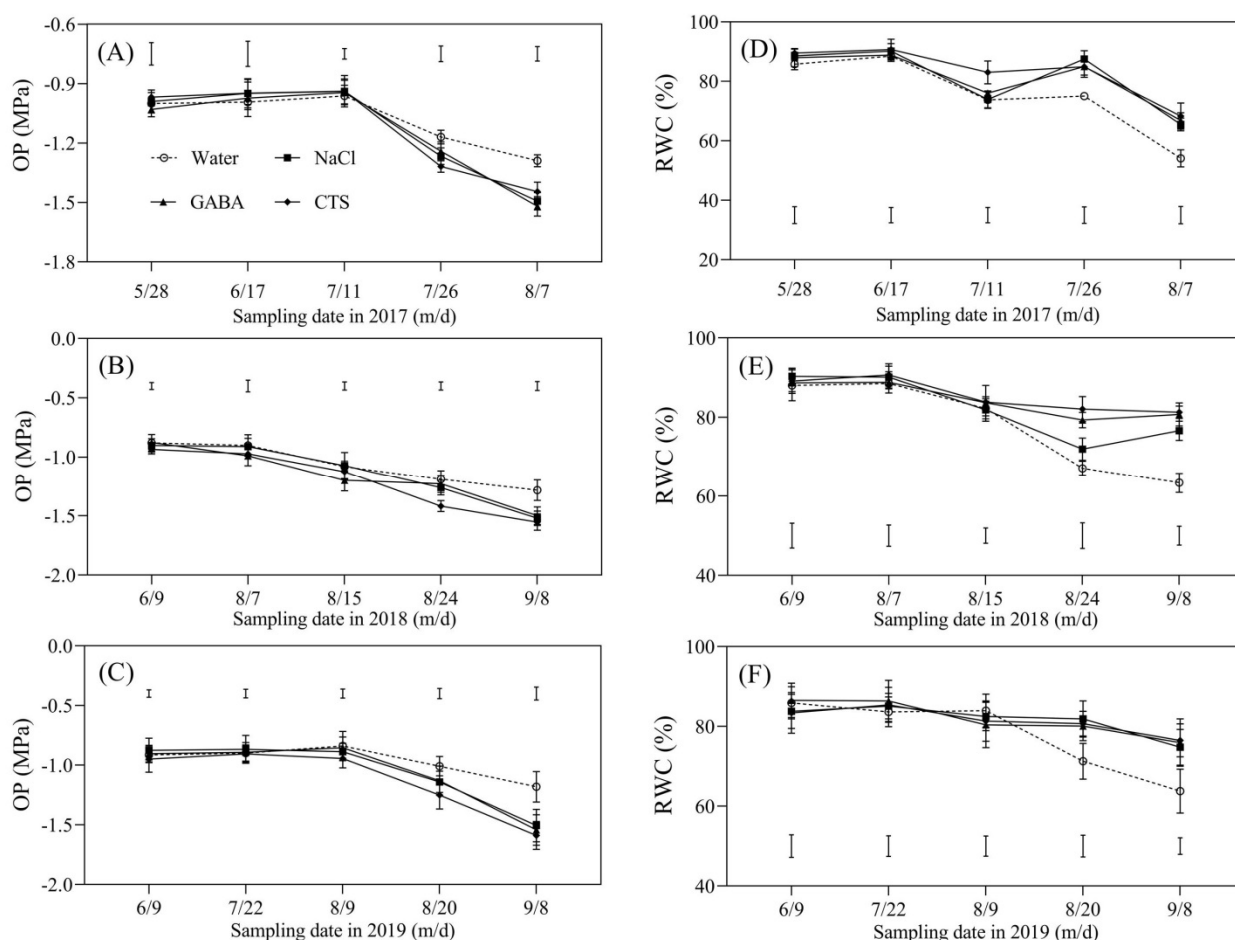 (A)
OP (MPa)
-0.6
-0.9
-1.2
-1.5
-1.8
Water NaCl
GABA CTS
5/28 6/17 7/11 7/26 8/7
Sampling date in 2017 (m/d)
(D)
RWC (%)
100
80
60
40
20
5/28 6/17 7/11 7/26 8/7
Sampling date in 2017 (m/d)
(B)
OP (MPa)
0.0
-0.5
-1.0
-1.5
-2.0
6/9 8/7 8/15 8/24 9/8
Sampling date in 2018 (m/d)
(E)
RWC (%)
100
80
60
40
6/9 8/7 8/15 8/24 9/8
Sampling date in 2018 (m/d)
(C)
OP (MPa)
0.0
-0.5
-1.0
-1.5
-2.0
6/9 7/22 8/9 8/20 9/8
Sampling date in 2019 (m/d)
(F)
RWC (%)
100
80
60
40
6/9 7/22 8/9 8/20 9/8
Sampling date in 2019 (m/d)